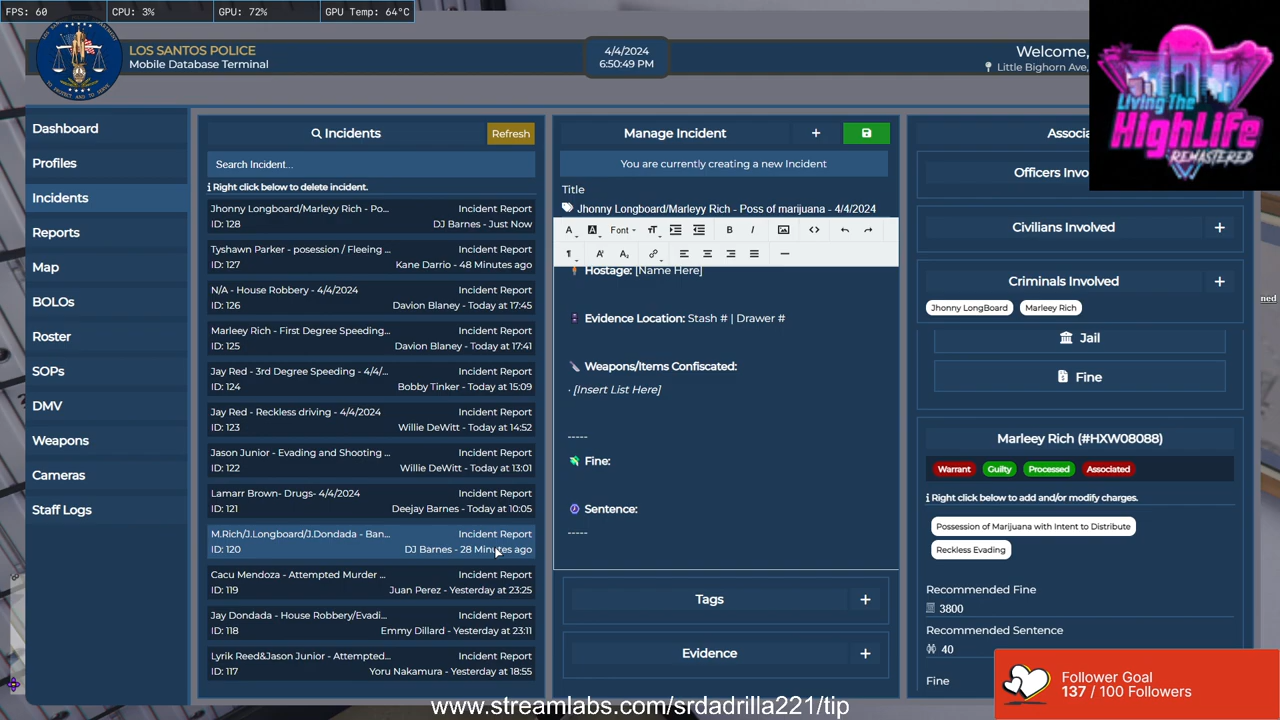 FPS: 60 CPU: 3% GPU: 72% GPU Temp: 64°C
LOS SANTOS POLICE
Mobile Database Terminal
4/4/2024
6:50:49 PM
Welcome,
Little Bighorn Ave,
Living The
HighLife
REMASTERED
Dashboard
Profiles
Incidents
Reports
Map
BOLOs
Roster
SOPs
DMV
Weapons
Cameras
Staff Logs
Incidents
Refresh
Search Incident...
Right click below to delete incident.
Jhonny Longboard/Marleyy Rich - Po... Incident Report
ID: 128 DJ Barnes - Just Now
Tyshawn Parker - posession / Fleeing ... Incident Report
ID: 127 Kane Darrio - 48 Minutes ago
N/A - House Robbery - 4/4/2024 Incident Report
ID: 126 Davion Blaney - Today at 17:45
Marleey Rich - First Degree Speeding... Incident Report
ID: 125 Davion Blaney - Today at 17:41
Jay Red - 3rd Degree Speeding - 4/4/... Incident Report
ID: 124 Bobby Tinker - Today at 15:09
Jay Red - Reckless driving - 4/4/2024 Incident Report
ID: 123 Willie DeWitt - Today at 14:52
Jason Junior - Evading and Shooting ... Incident Report
ID: 122 Willie DeWitt - Today at 13:01
Lamarr Brown- Drugs- 4/4/2024 Incident Report
ID: 121 Deejay Barnes - Today at 10:05
M.Rich/J.Longboard/J.Dondada - Ban... Incident Report
ID: 120 DJ Barnes - 28 Minutes ago
Cacu Mendoza - Attempted Murder ... Incident Report
ID: 119 Juan Perez - Yesterday at 23:25
Jay Dondada - House Robbery/Evadi... Incident Report
ID: 118 Emmy Dillard - Yesterday at 23:11
Lyrik Reed&Jason Junior - Attempted... Incident Report
ID: 117 Yoru Nakamura - Yesterday at 18:55
Manage Incident
You are currently creating a new Incident
Title
Jhonny Longboard/Marleyy Rich - Poss of marijuana - 4/4/2024
Font
Hostage: [Name Here]
Evidence Location: Stash # | Drawer #
Weapons/Items Confiscated:
· [Insert List Here]
-----
Fine:
Sentence:
-----
Tags
Evidence
Associa
Officers Invo
Civilians Involved
Criminals Involved
Jhonny LongBoard Marleey Rich
Jail
Fine
Marleey Rich (#HXW08088)
Warrant Guilty Processed Associated
Right click below to add and/or modify charges.
Possession of Marijuana with Intent to Distribute
Reckless Evading
Recommended Fine
3800
Recommended Sentence
40
Fine
ned
Follower Goal
137 / 100 Followers
www.streamlabs.com/srdadrilla221/tip